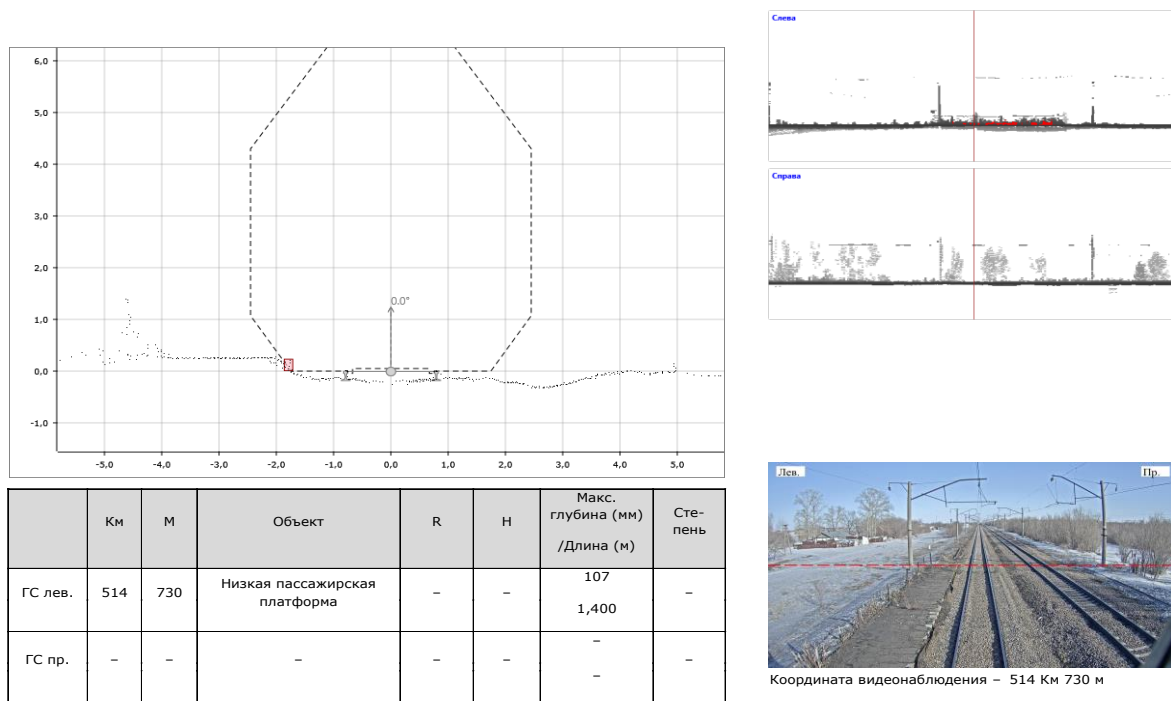 Слева
Справа
6,0
5,0
4,0
3,0
2,0
1,0
0,0
-1,0
0.0°
-5,0 -4,0 -3,0 -2,0 -1,0 0,0 1,0 2,0 3,0 4,0 5,0
Лев. Пр.
Координата видеонаблюдения – 514 Км 730 м
Км М Объект R Н Макс. глубина (мм) /Длина (м) Сте-пень
ГС лев. 514 730 Низкая пассажирская платформа – – 107 1,400 –
ГС пр. – – – – – – – –